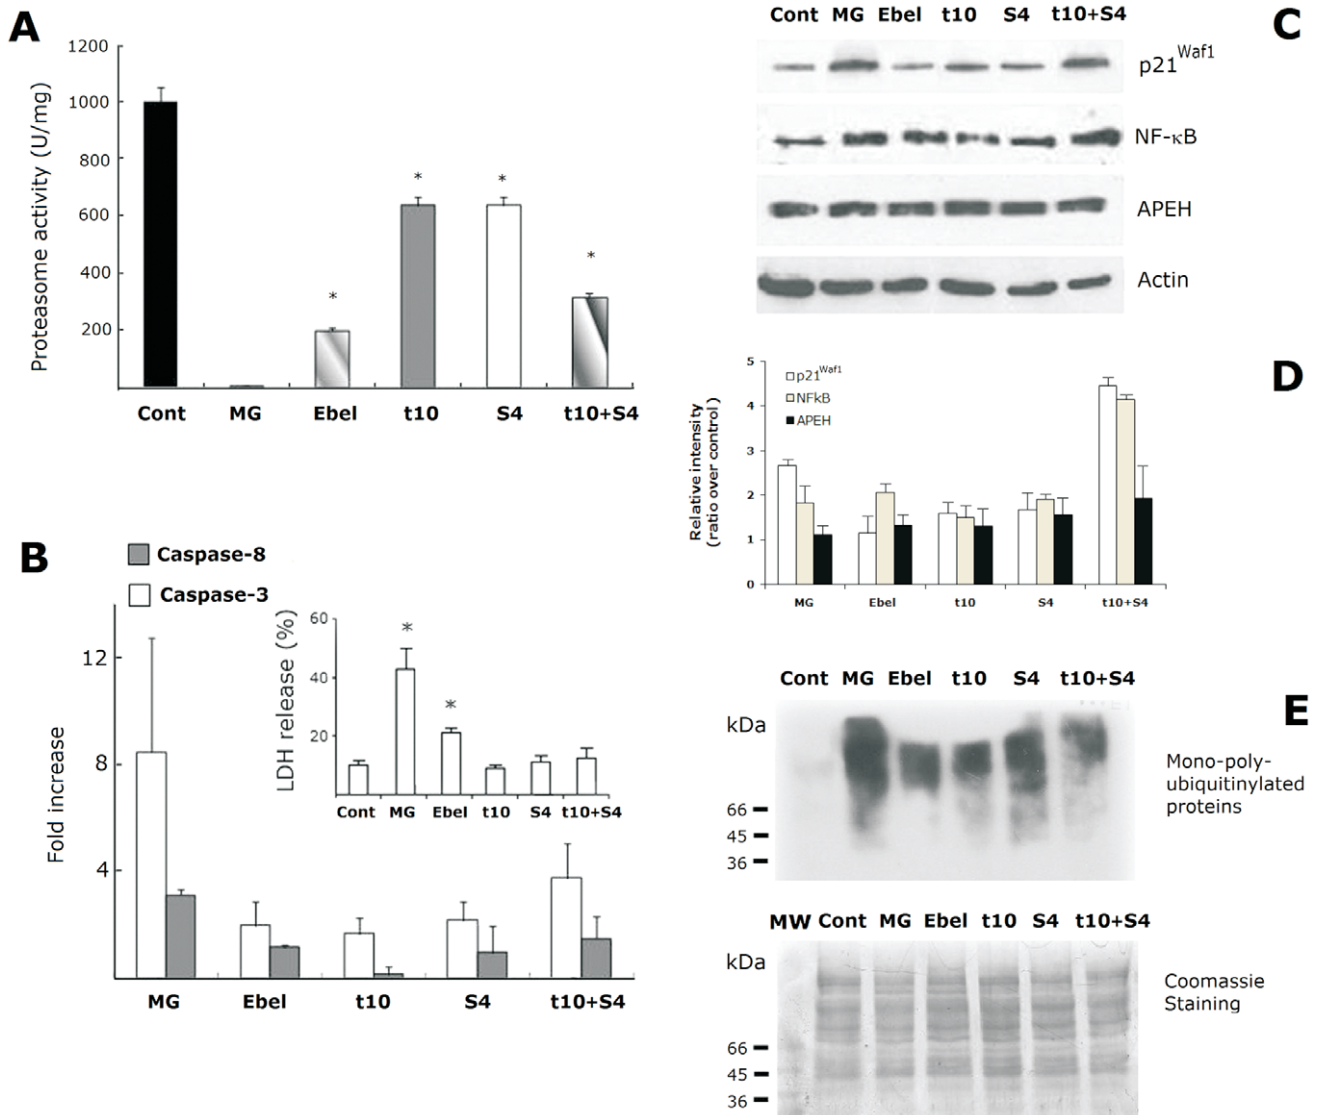 A
Proteasome activity (U/mg)
1200
1000
800
600
400
200
*
*
*
*
Cont MG Ebel t10 S4 t10+S4
B
Caspase-8
Caspase-3
Fold increase
12
8
4
MG Ebel t10 S4 t10+S4
LDH release (%)
60
40
20
*
*
Cont MG Ebel t10 S4 t10+S4
C
Cont MG Ebel t10 S4 t10+S4
p21Waf1
NF-κB
APEH
Actin
D
Relative intensity
(ratio over control)
5
4
3
2
1
0
p21Waf1
NFkB
APEH
MG Ebel t10 S4 t10+S4
E
Cont MG Ebel t10 S4 t10+S4
kDa
66
45
36
Mono-poly-
ubiquitinylated
proteins
MW Cont MG Ebel t10 S4 t10+S4
kDa
66
45
36
Coomassie
Staining